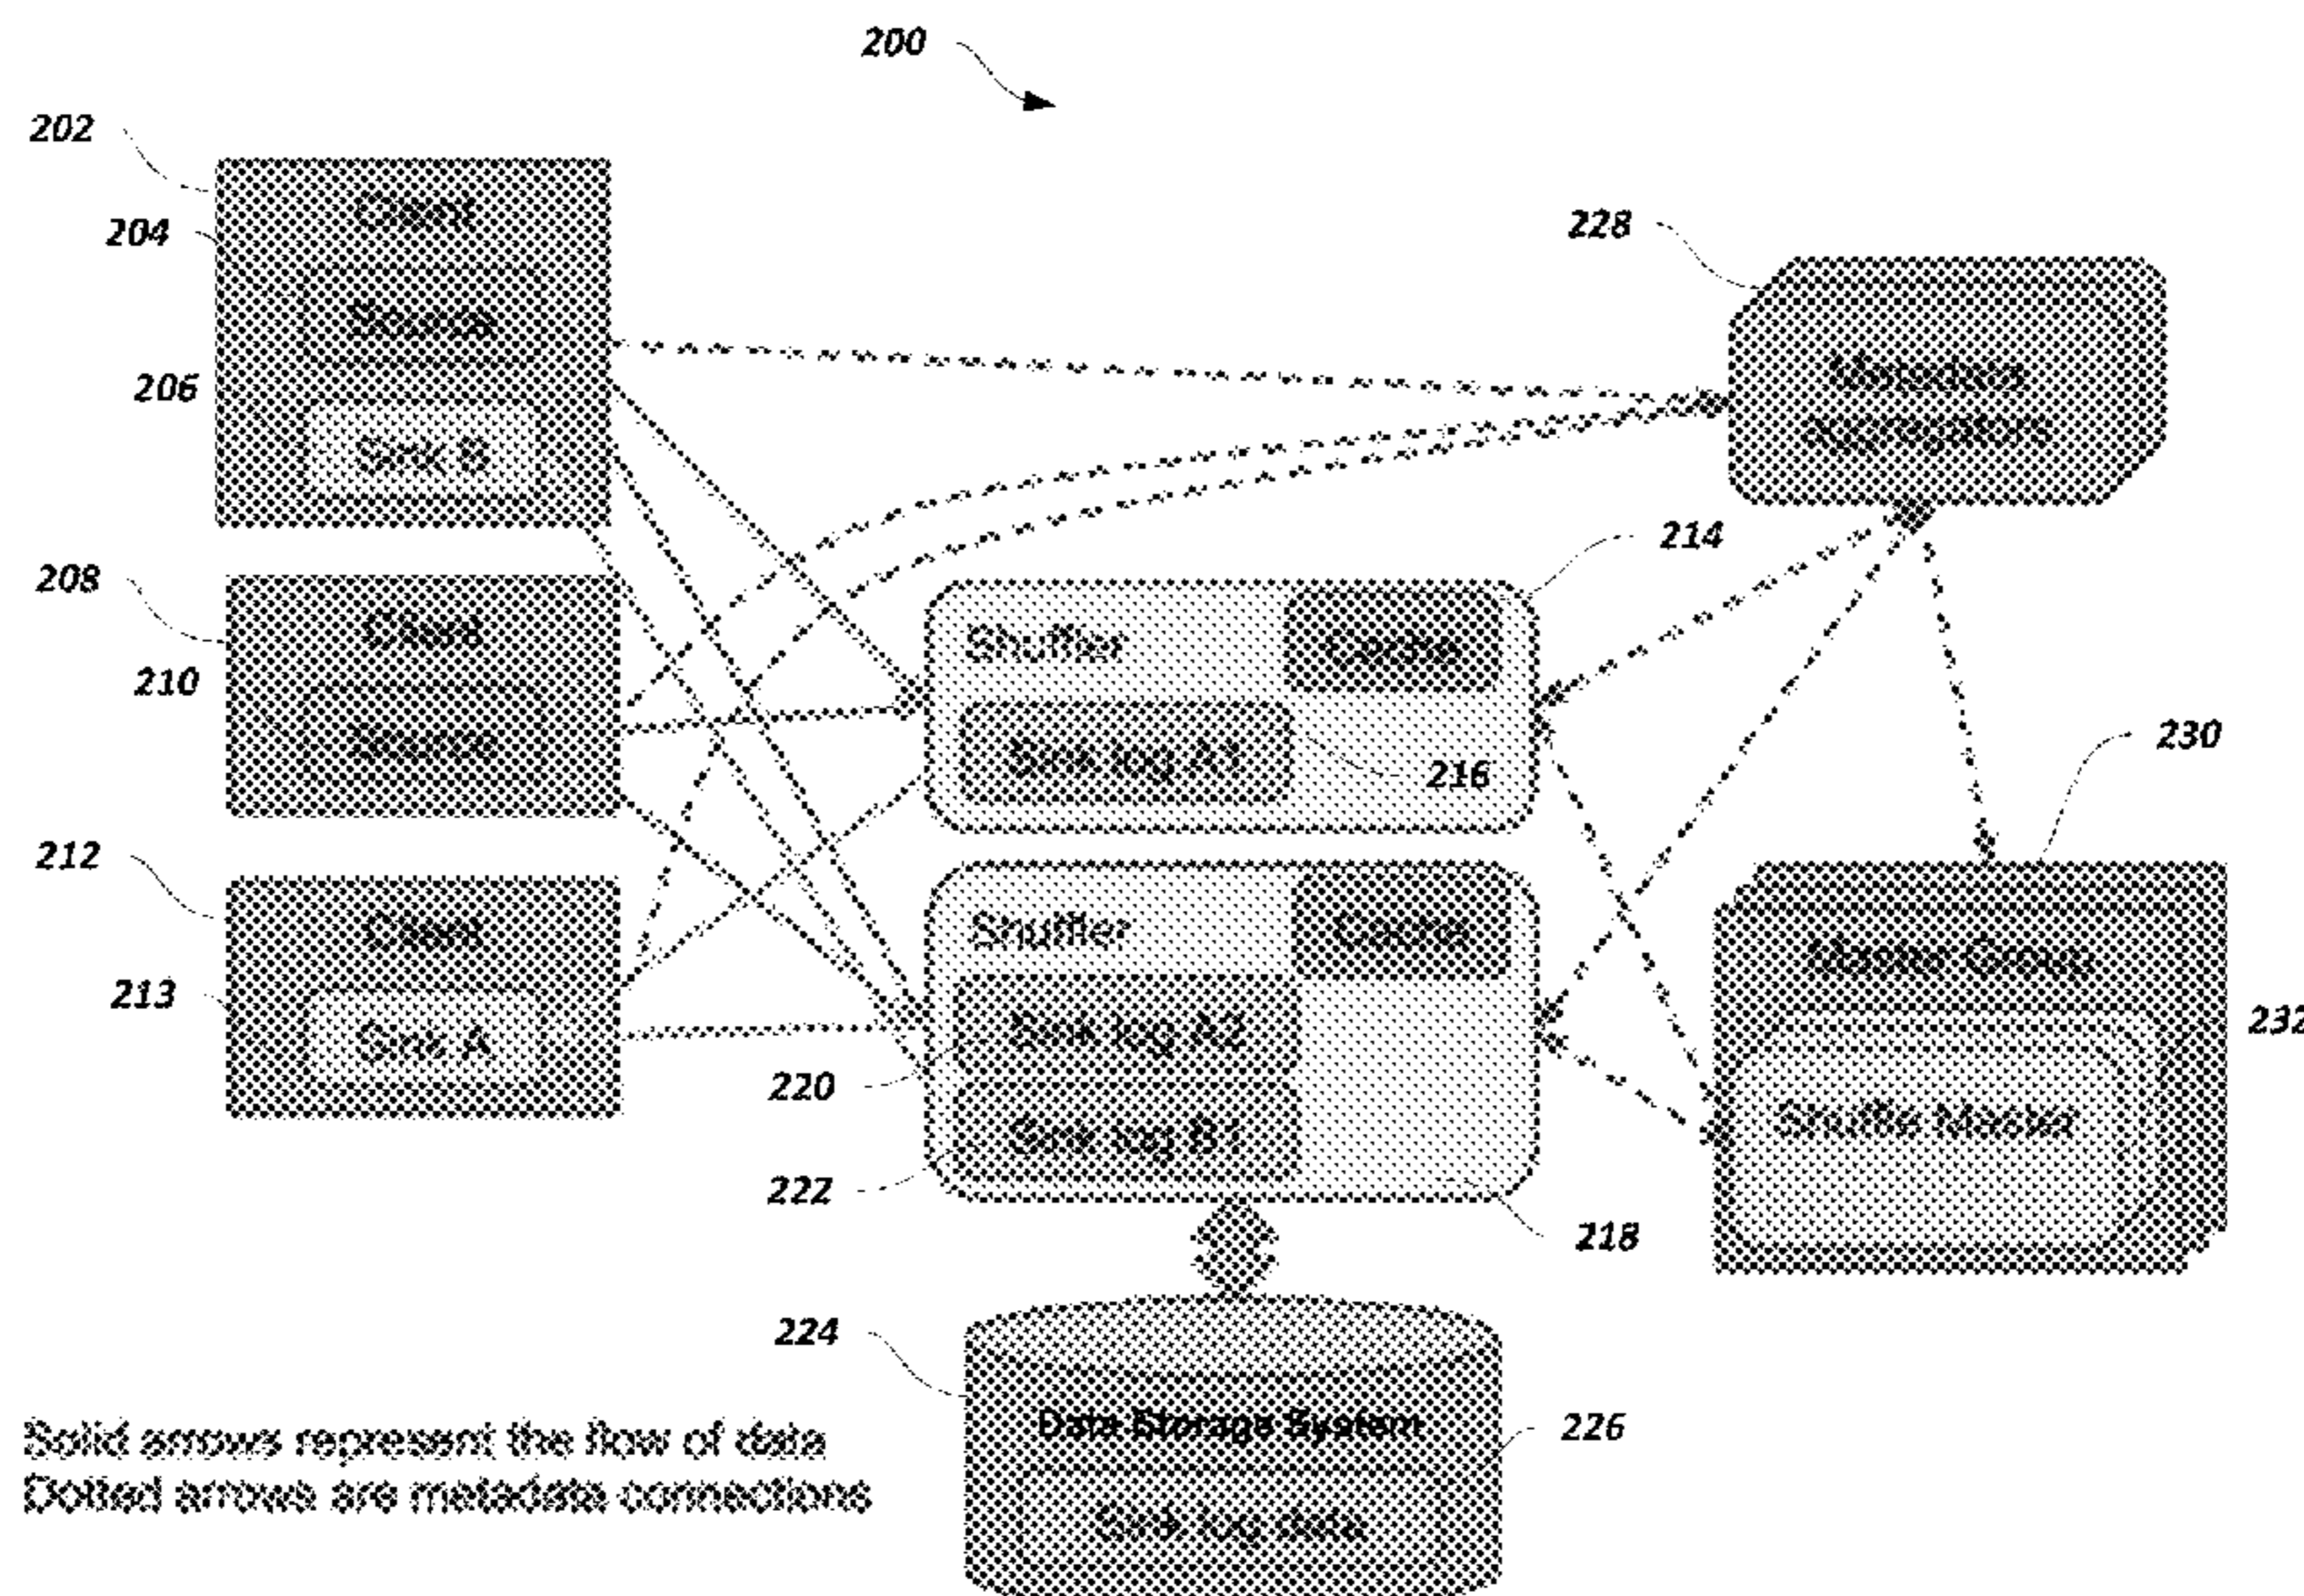 200
202
Client
204
Source
206
Sink B
228
Metadata
aggregators
208
Client
210
Source
214
Shuffler
Cache
Sink log A1
216
230
212
Client
213
Sink A
Shuffler
Cache
Sink log A2
220
Sink log B1
222
218
Master Group
232
Shuffle Master
224
Data Storage System
226
Sink log data
Solid arrows represent the flow of data
Dotted arrows are metadata connections